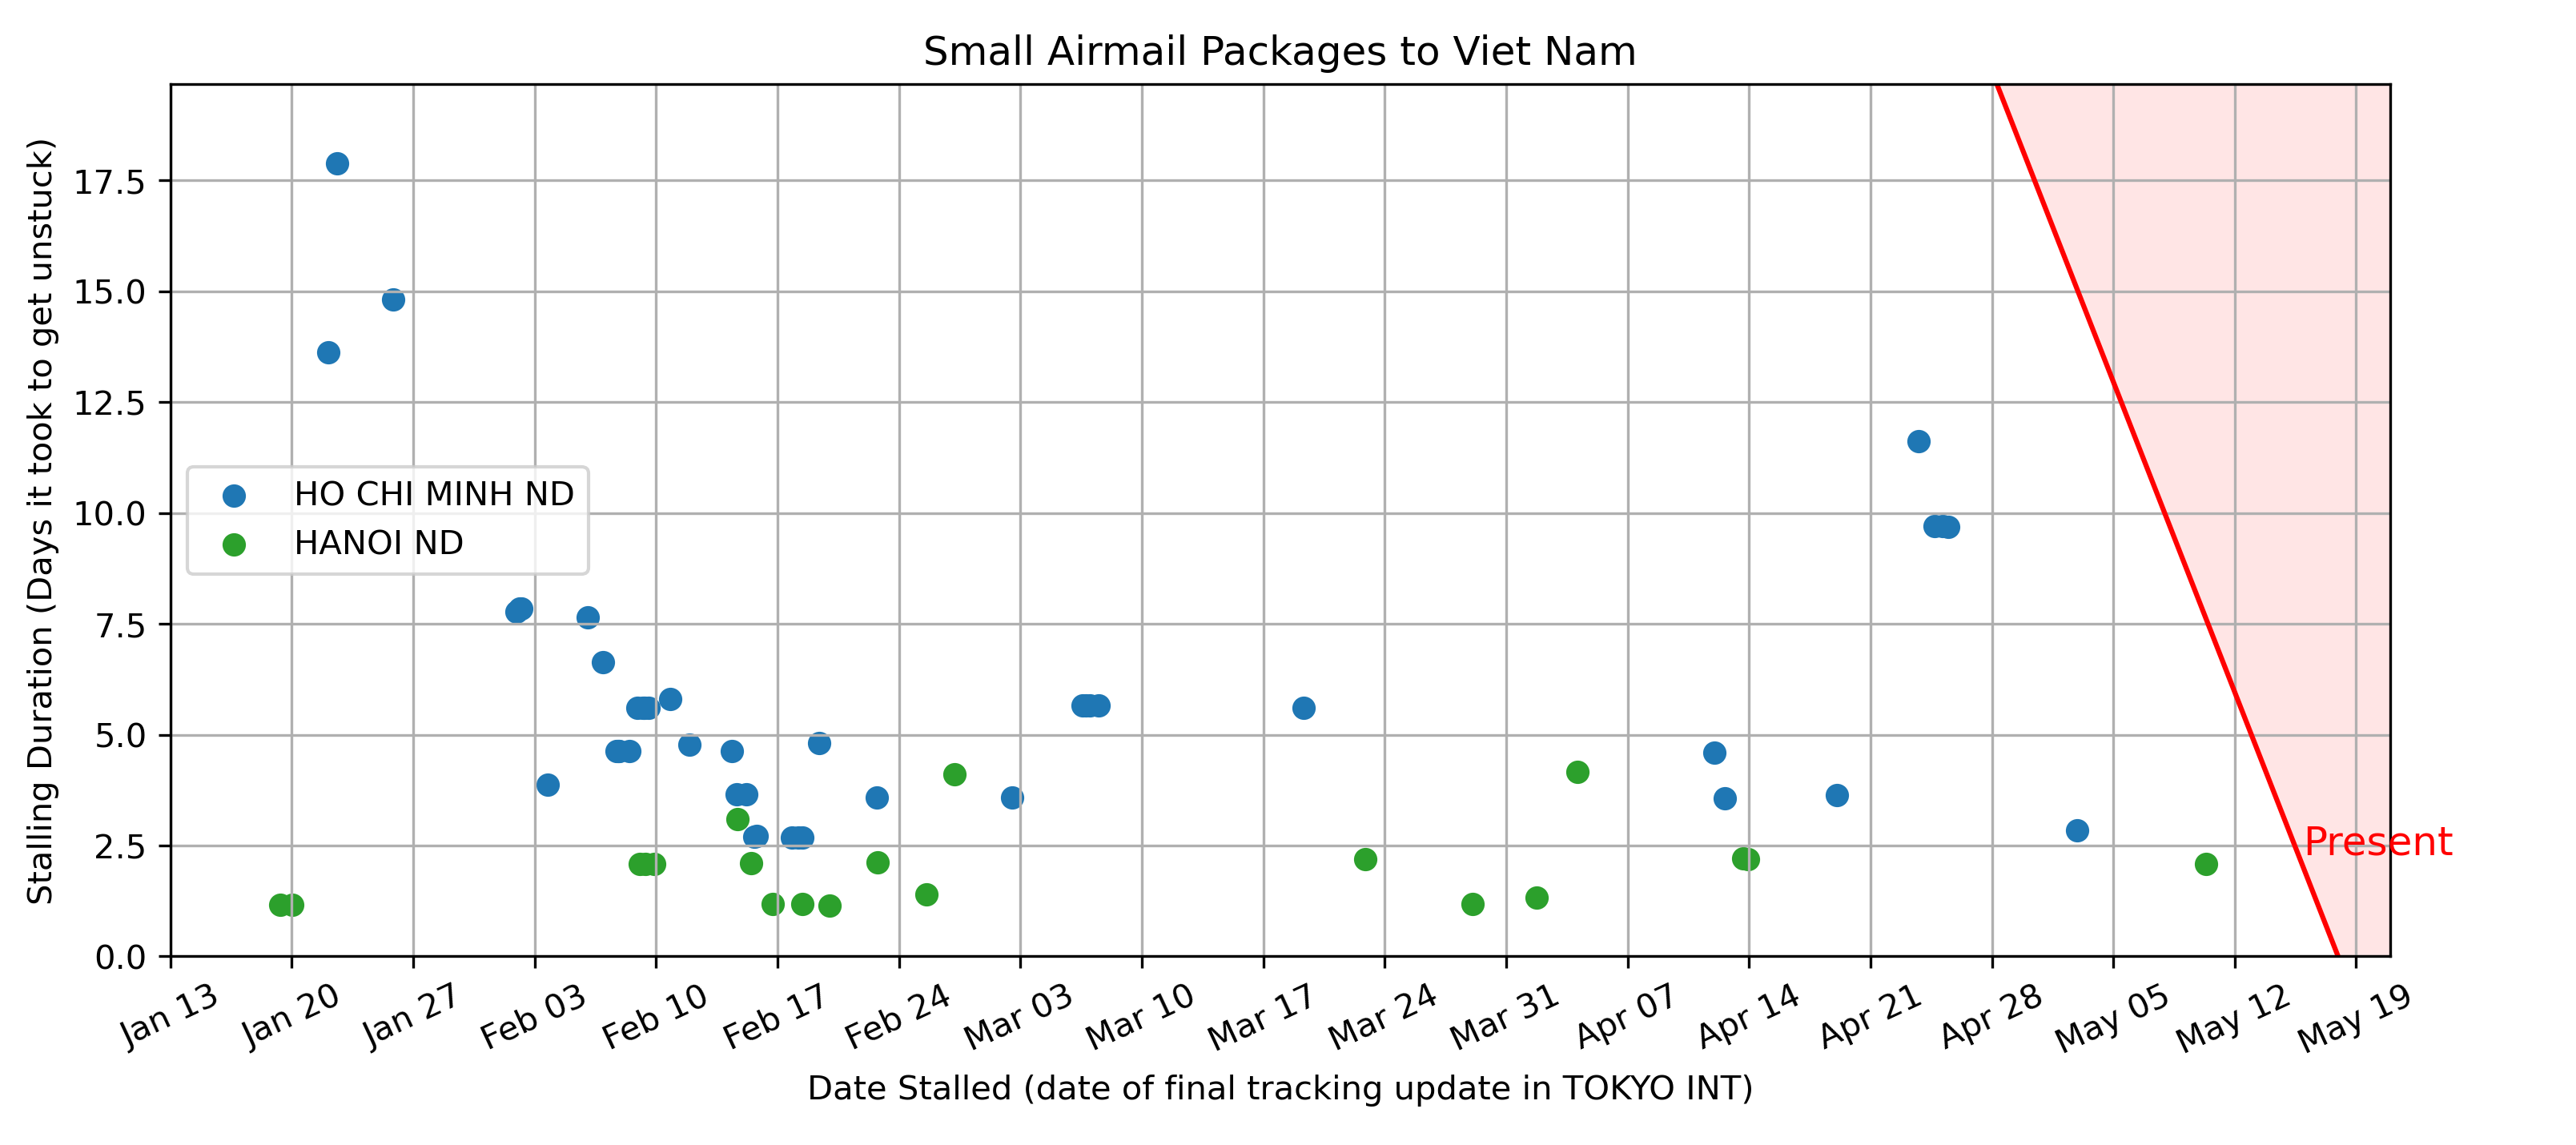 Small Airmail Packages to Viet Nam
Stalling Duration (Days it took to get unstuck)
17.5
15.0
12.5
10.0
7.5
5.0
2.5
0.0
HO CHI MINH ND
HANOI ND
Present
Jan 13
Jan 20
Jan 27
Feb 03
Feb 10
Feb 17
Feb 24
Mar 03
Mar 10
Mar 17
Mar 24
Mar 31
Apr 07
Apr 14
Apr 21
Apr 28
May 05
May 12
May 19
Date Stalled (date of final tracking update in TOKYO INT)